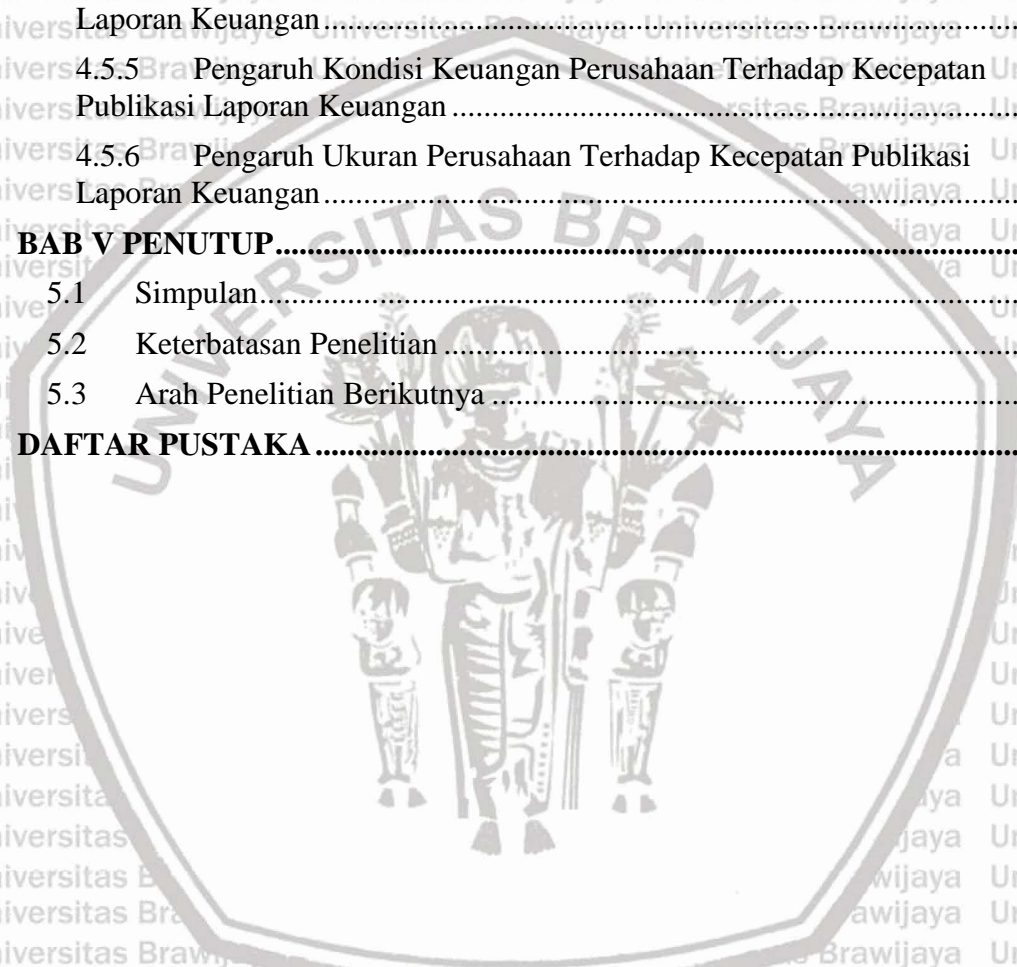 Laporan Keuangan.....................................................................................
4.5.5 Pengaruh Kondisi Keuangan Perusahaan Terhadap Kecepatan
Publikasi Laporan Keuangan.....................................................................................
4.5.6 Pengaruh Ukuran Perusahaan Terhadap Kecepatan Publikasi
Laporan Keuangan.....................................................................................
UNIVERSITAS BRAWIJAYA
BAB V PENUTUP.....................................................................................
5.1 Simpulan.....................................................................................
5.2 Keterbatasan Penelitian.....................................................................................
5.3 Arah Penelitian Berikutnya.....................................................................................
DAFTAR PUSTAKA.....................................................................................